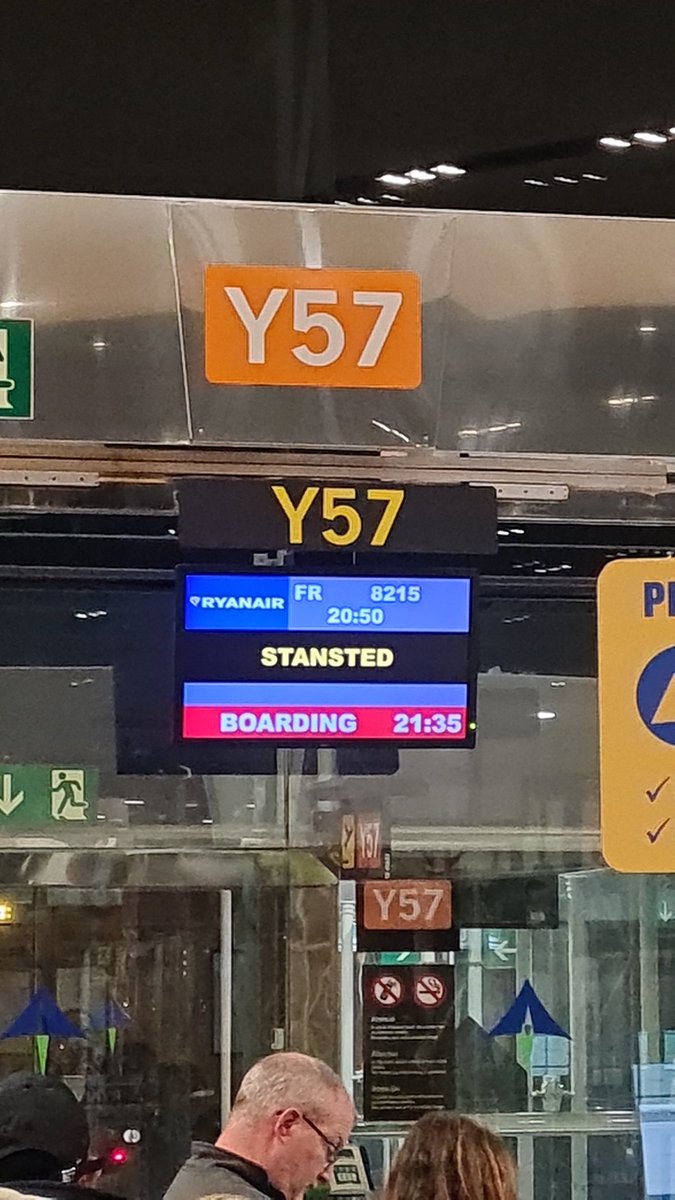 Y57
Y57
RYANAIR FR 8215
20:50
STANSTED
BOARDING 21:35
Y57
Y57